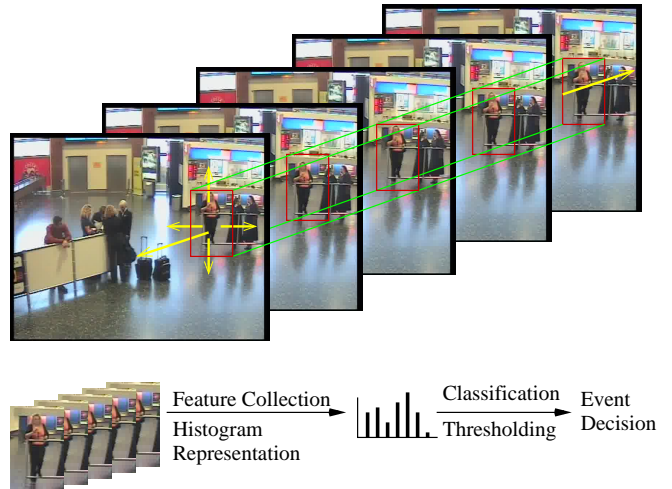 Feature Collection
Histogram
Representation
Classification
Thresholding
Event
Decision